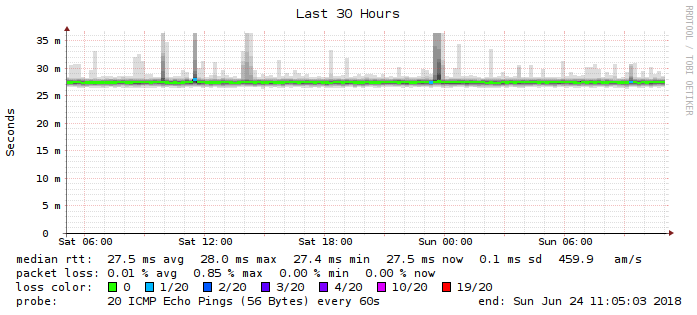 Last 30 Hours
RRDTOOL / TOBI OETIKER
Seconds
35 m
30 m
25 m
20 m
15 m
10 m
5 m
0
Sat 06:00 Sat 12:00 Sat 18:00 Sun 00:00 Sun 06:00
median rtt: 27.5 ms avg 28.0 ms max 27.4 ms min 27.5 ms now 0.1 ms sd 459.9 am/s
packet loss: 0.01 % avg 0.85 % max 0.00 % min 0.00 % now
loss color: 0 1/20 2/20 3/20 4/20 10/20 19/20
probe: 20 ICMP Echo Pings (56 Bytes) every 60s end: Sun Jun 24 11:05:03 2018